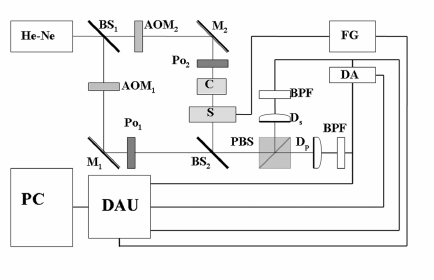 He-Ne
BS1
AOM2
M2
FG
Po2
DA
AOM1
C
BPF
S
Ds
Po1
PBS
Dp
BPF
M1
BS2
PC
DAU